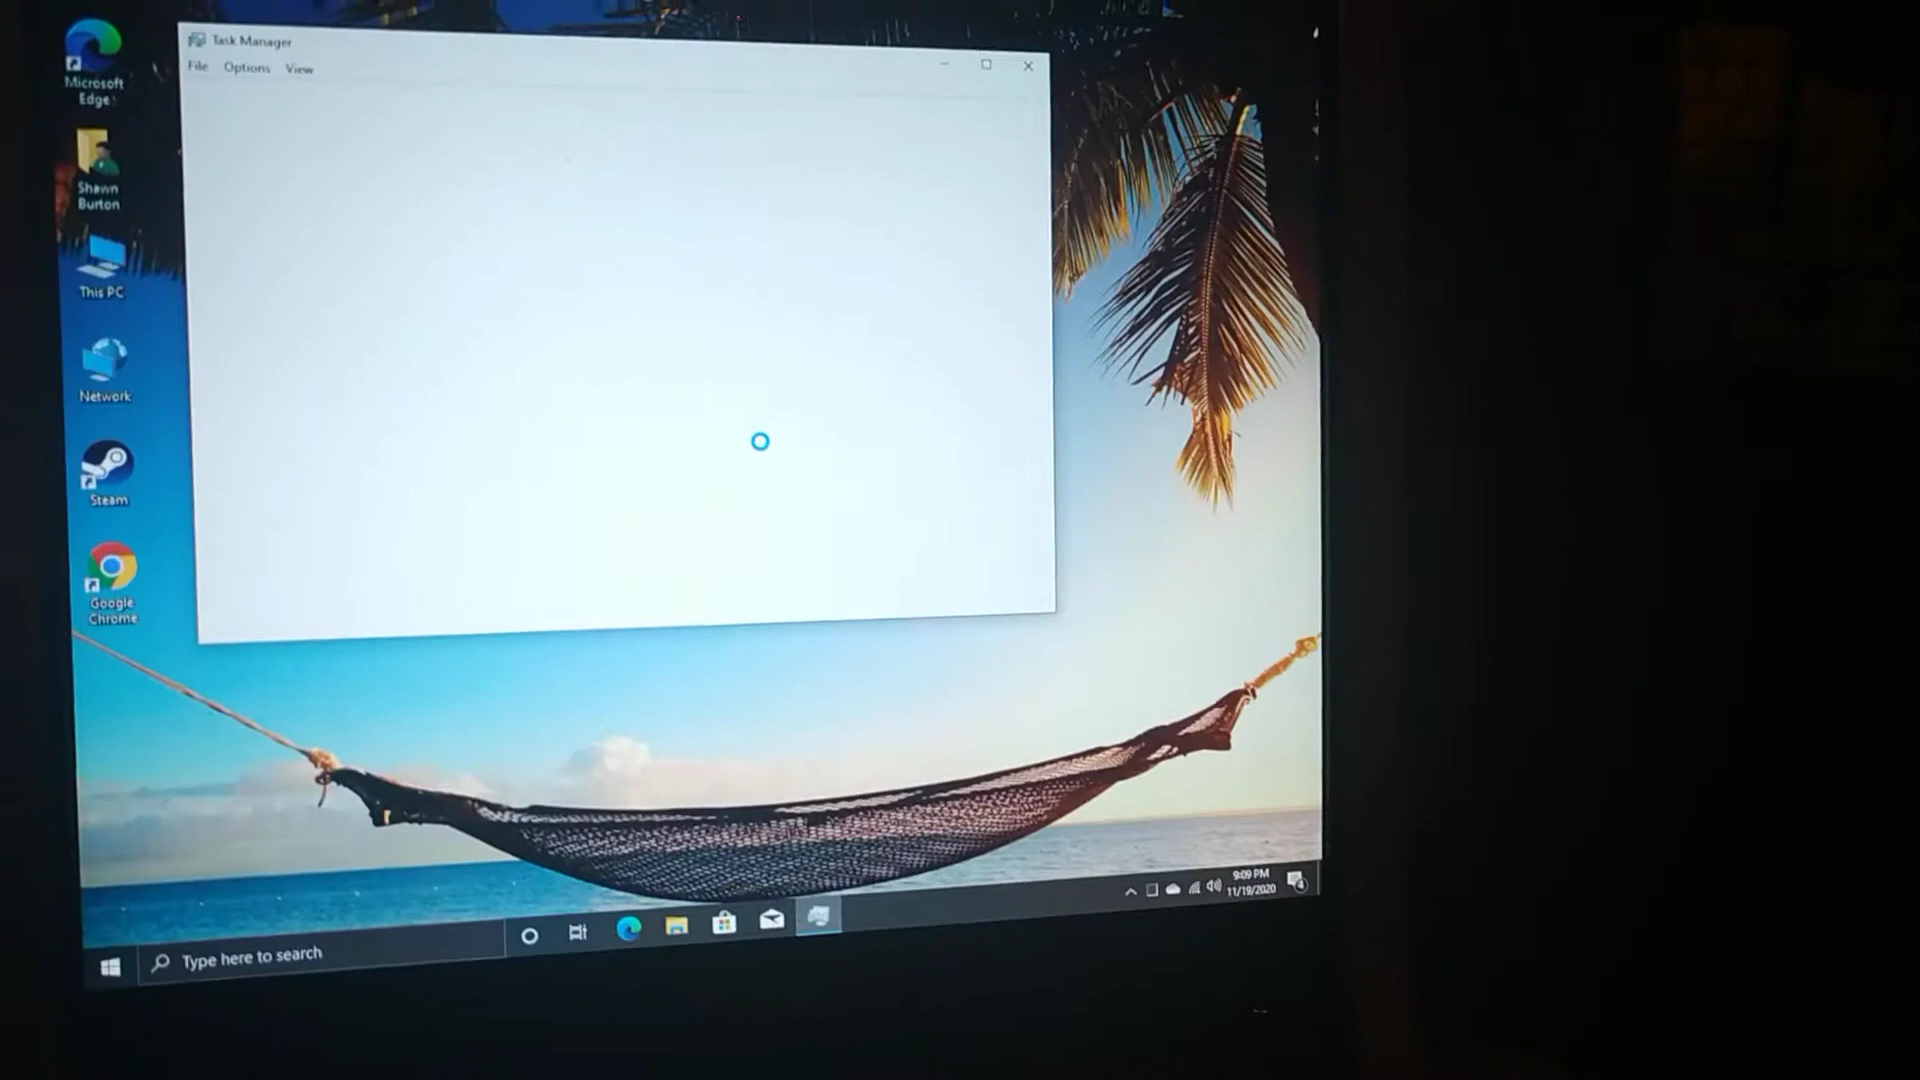 Task Manager
File Options View
Microsoft
Edge
Shawn
Burton
This PC
Network
Steam
Google
Chrome
9:09 PM
11/19/2020
4
Type here to search